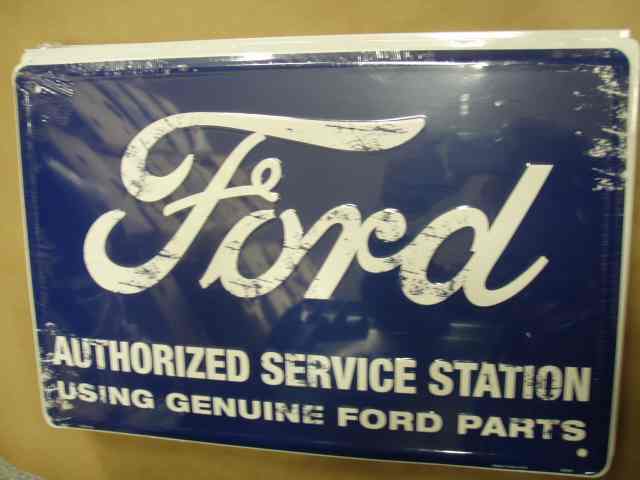 Ford
AUTHORIZED SERVICE STATION
USING GENUINE FORD PARTS